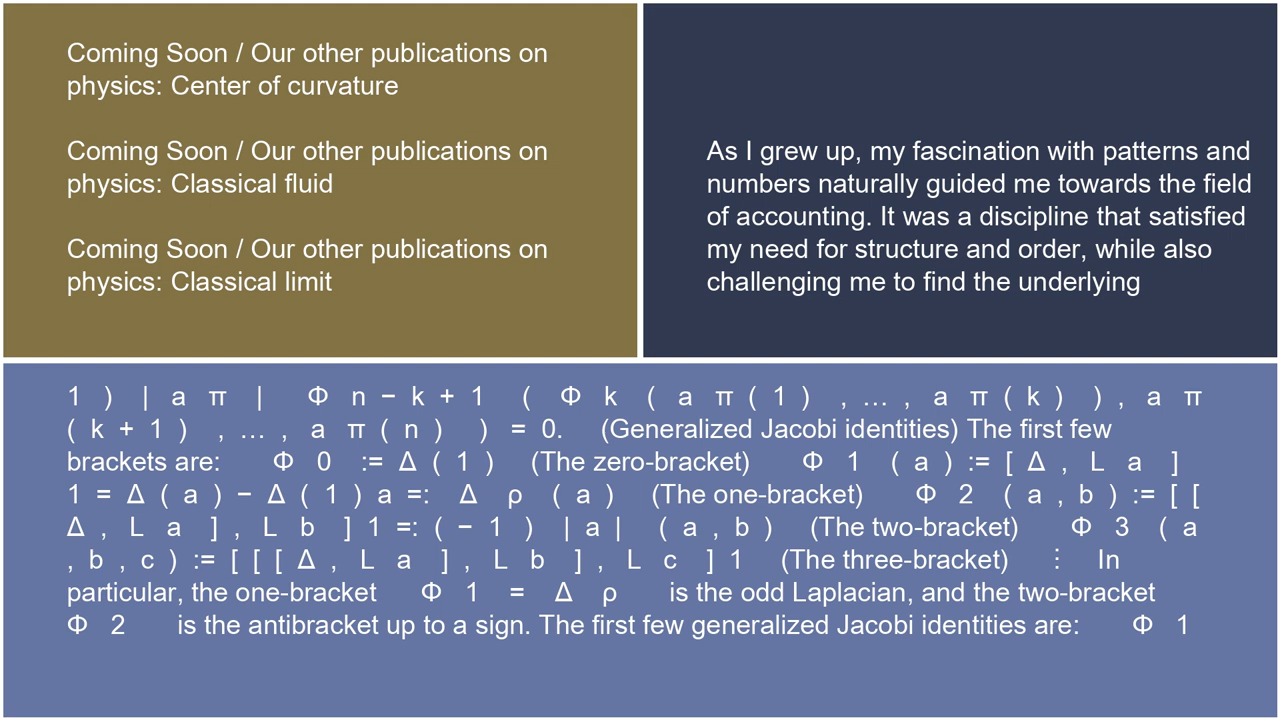 Coming Soon / Our other publications on
physics: Center of curvature
Coming Soon / Our other publications on
physics: Classical fluid
Coming Soon / Our other publications on
physics: Classical limit
As I grew up, my fascination with patterns and
numbers naturally guided me towards the field
of accounting. It was a discipline that satisfied
my need for structure and order, while also
challenging me to find the underlying
1 ) | a π | Φ n − k + 1 ( Φ k ( a π ( 1 ) , … , a π ( k ) ) , a π
( k + 1 ) , … , a π ( n ) ) = 0. (Generalized Jacobi identities) The first few
brackets are: Φ 0 := Δ ( 1 ) (The zero-bracket) Φ 1 ( a ) := [ Δ , L a ]
1 = Δ ( a ) − Δ ( 1 ) a =: Δ ρ ( a ) (The one-bracket) Φ 2 ( a , b ) := [ [
Δ , L a ] , L b ] 1 =: ( − 1 ) | a | ( a , b ) (The two-bracket) Φ 3 ( a
, b , c ) := [ [ [ Δ , L a ] , L b ] , L c ] 1 (The three-bracket) ⋮ In
particular, the one-bracket Φ 1 = Δ ρ is the odd Laplacian, and the two-bracket
Φ 2 is the antibracket up to a sign. The first few generalized Jacobi identities are: Φ 1